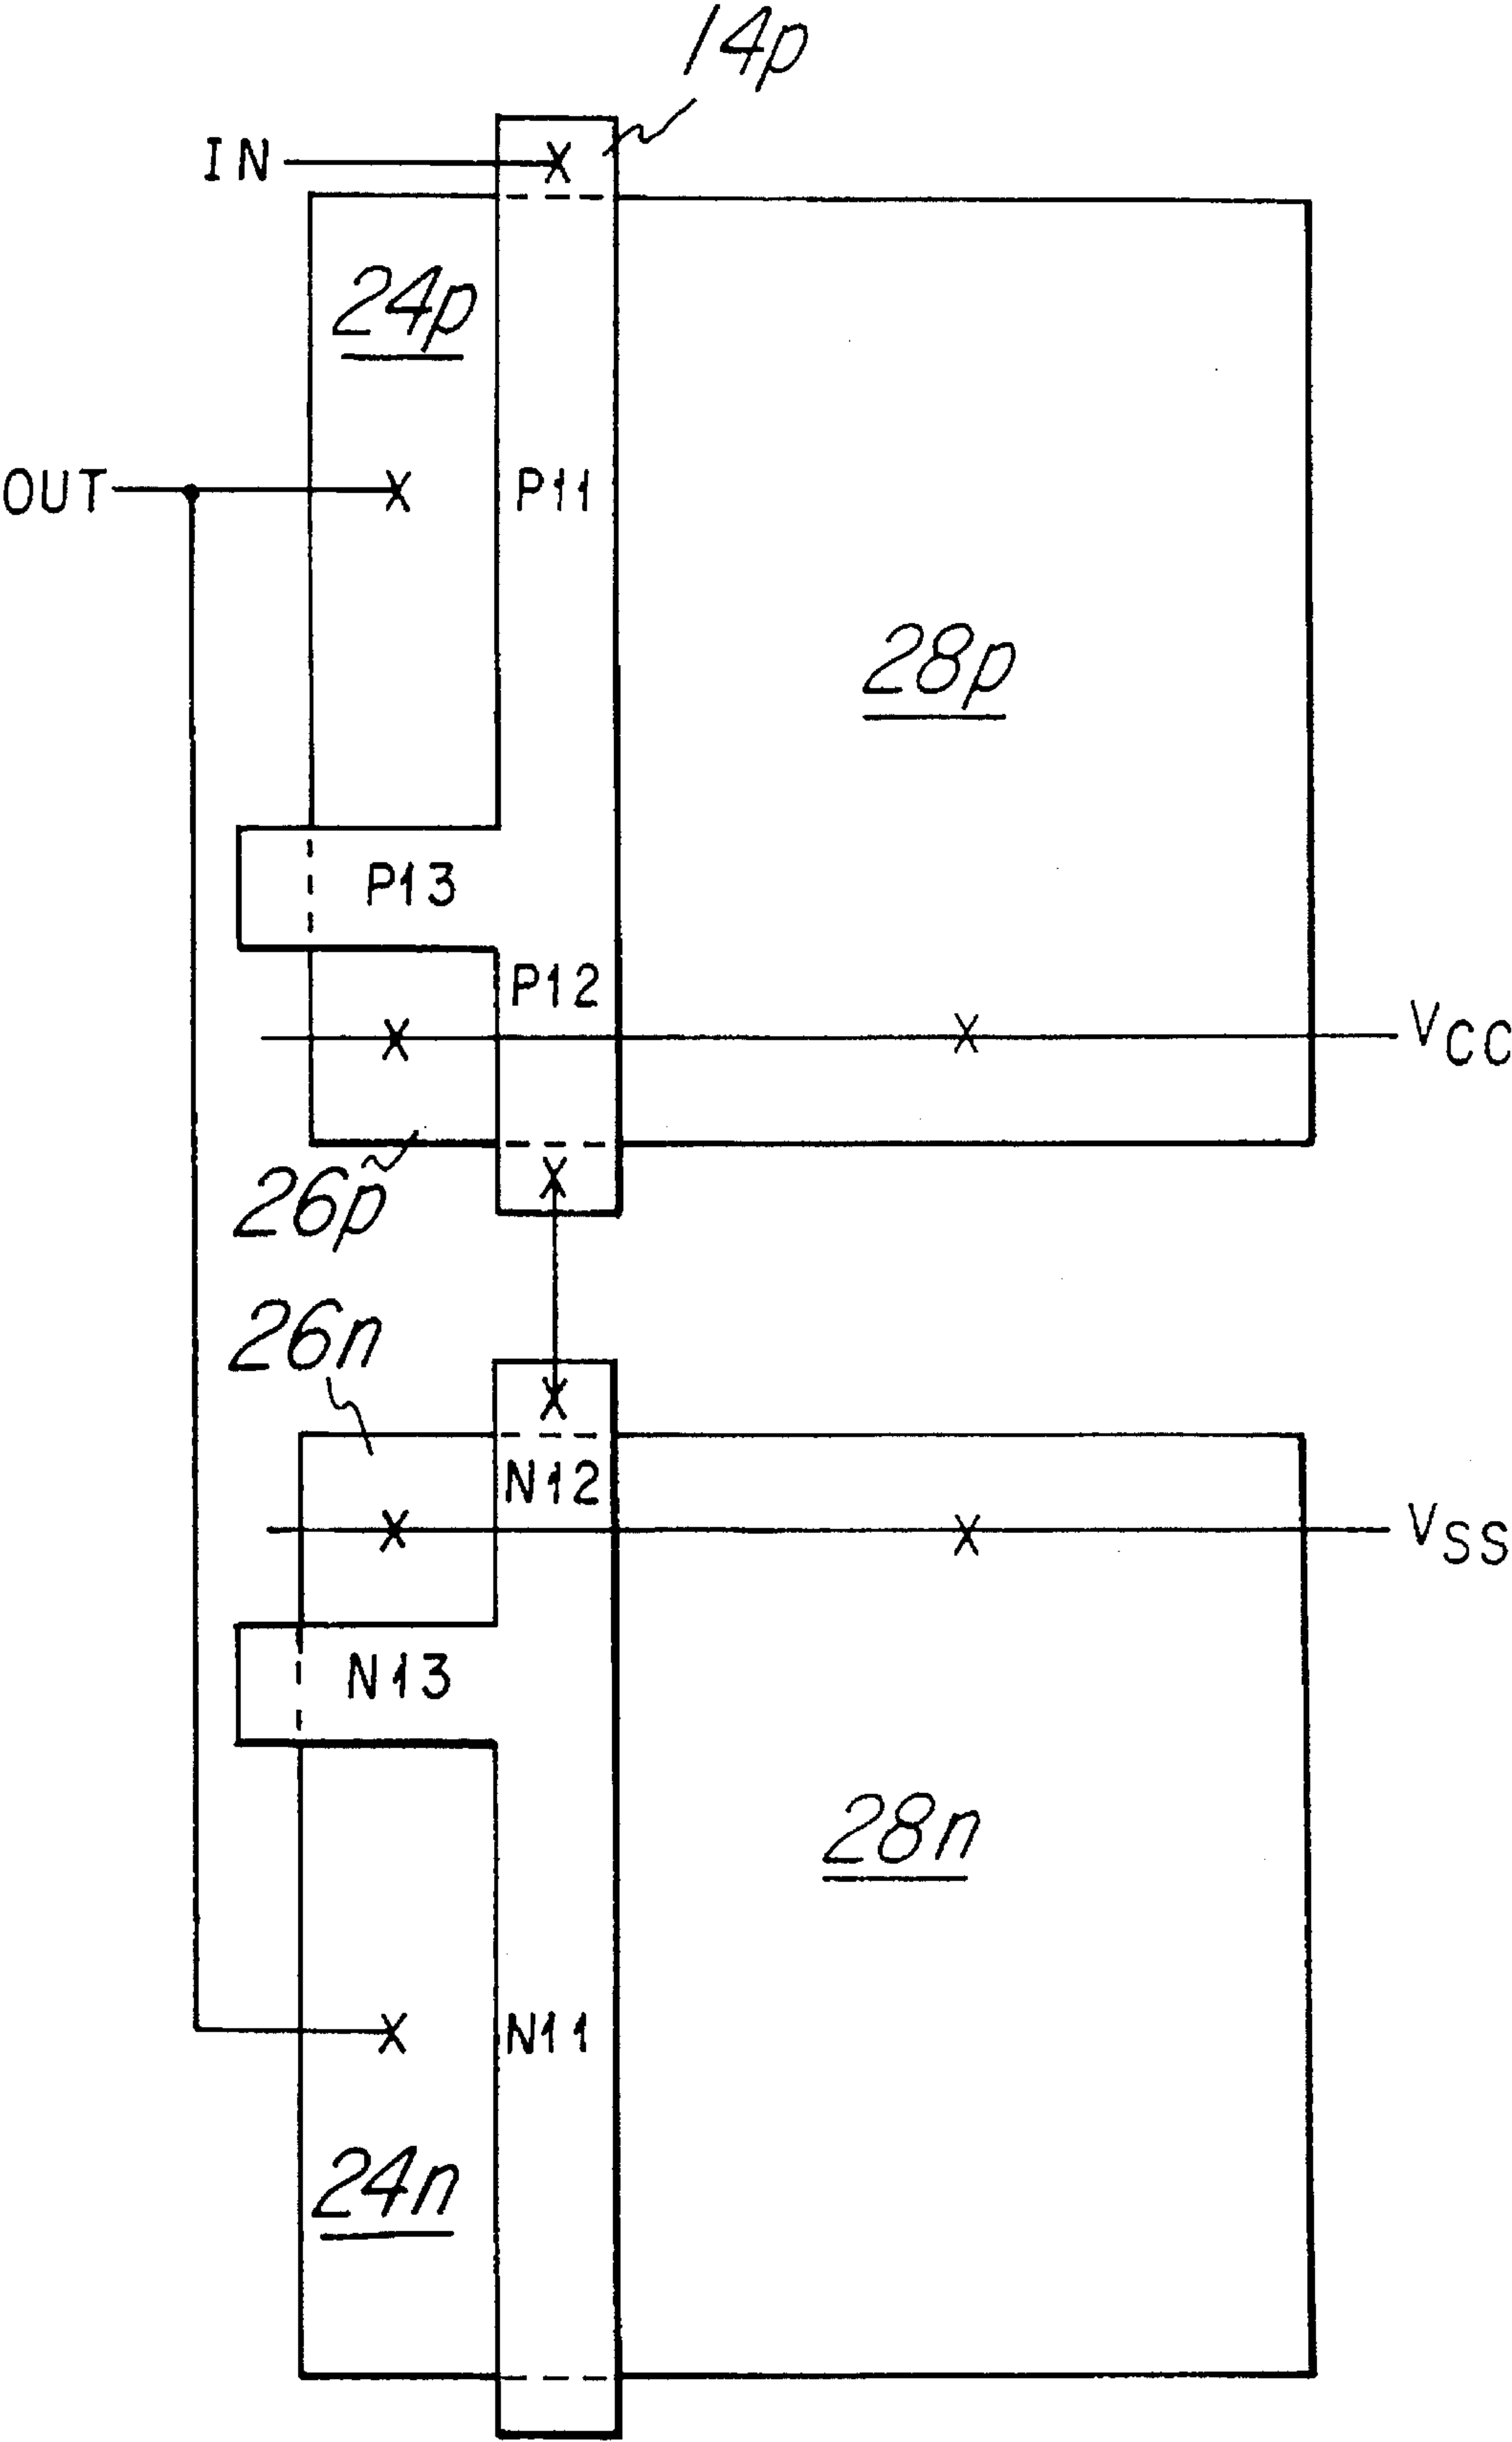 14p
IN
24p
OUT
P11
28p
P13
P12
VCC
26p
26n
N12
VSS
N13
28n
N11
24n